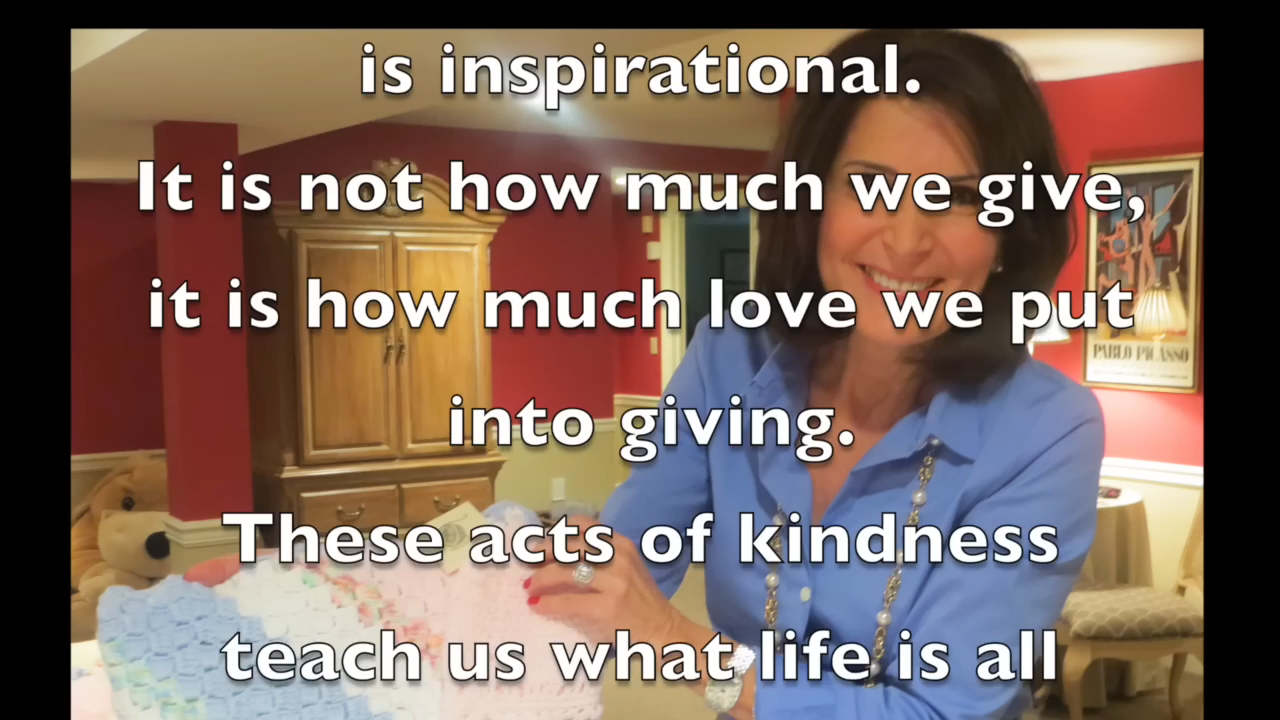 is inspirational.
It is not how much we give,
it is how much love we put
into giving.
These acts of kindness
teach us what life is all
PABLO PICASSO